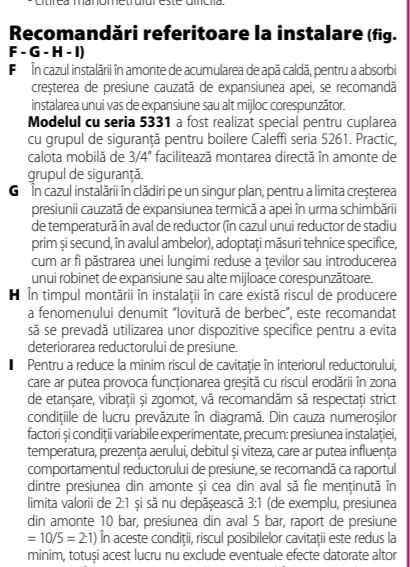 - citirea manometrului este dificilă.
Recomandări referitoare la instalare (fig.
F - G - H - I)
F În cazul instalării în amonte de acumularea de apă caldă, pentru a absorbi
creșterea de presiune cauzată de expansiunea apei, se recomandă
instalarea unui vas de expansiune sau alt mijloc corespunzător.
Modelul cu seria 5331 a fost realizat special pentru cuplarea
cu grupul de siguranță pentru boilere Caleffi seria 5261. Practic,
calota mobilă de 3/4” facilitează montarea directă în amonte de
grupul de siguranță.
G În cazul instalării în clădiri pe un singur plan, pentru a limita creșterea
presiunii cauzată de expansiunea termică a apei în urma schimbării
de temperatură în aval de reductor (în cazul unui reductor de stadiu
prim și secund, în avalul ambelor), adoptați măsuri tehnice specifice,
cum ar fi păstrarea unei lungimi reduse a țevilor sau introducerea
unui robinet de expansiune sau alte mijloace corespunzătoare.
H În timpul montării în instalații în care există riscul de producere
a fenomenului denumit “lovitură de berbec”, este recomandat
să se prevadă utilizarea unor dispozitive specifice pentru a evita
deteriorarea reductorului de presiune.
I Pentru a reduce la minim riscul de cavitație în interiorul reductorului,
care ar putea provoca funcționarea greșită cu riscul erodării în zona
de etanșare, vibrații și zgomot, vă recomandăm să respectați strict
condițiile de lucru prevăzute în diagramă. Din cauza numeroșilor
factori și condiții variabile experimentate, precum: presiunea instalației,
temperatura, prezența aerului, debitul și viteza, care ar putea influența
comportamentul reductorului de presiune, se recomandă ca raportul
dintre presiunea din amonte și cea din aval să fie menținută în
limita valorii de 2:1 și să nu depășească 3:1 (de exemplu, presiunea
din amonte 10 bar, presiunea din aval 5 bar, raport de presiune
= 10/5 = 2:1) În aceste condiții, riscul posibilelor cavitații este redus la
minim, totuși acest lucru nu exclude eventuale efecte datorate altor